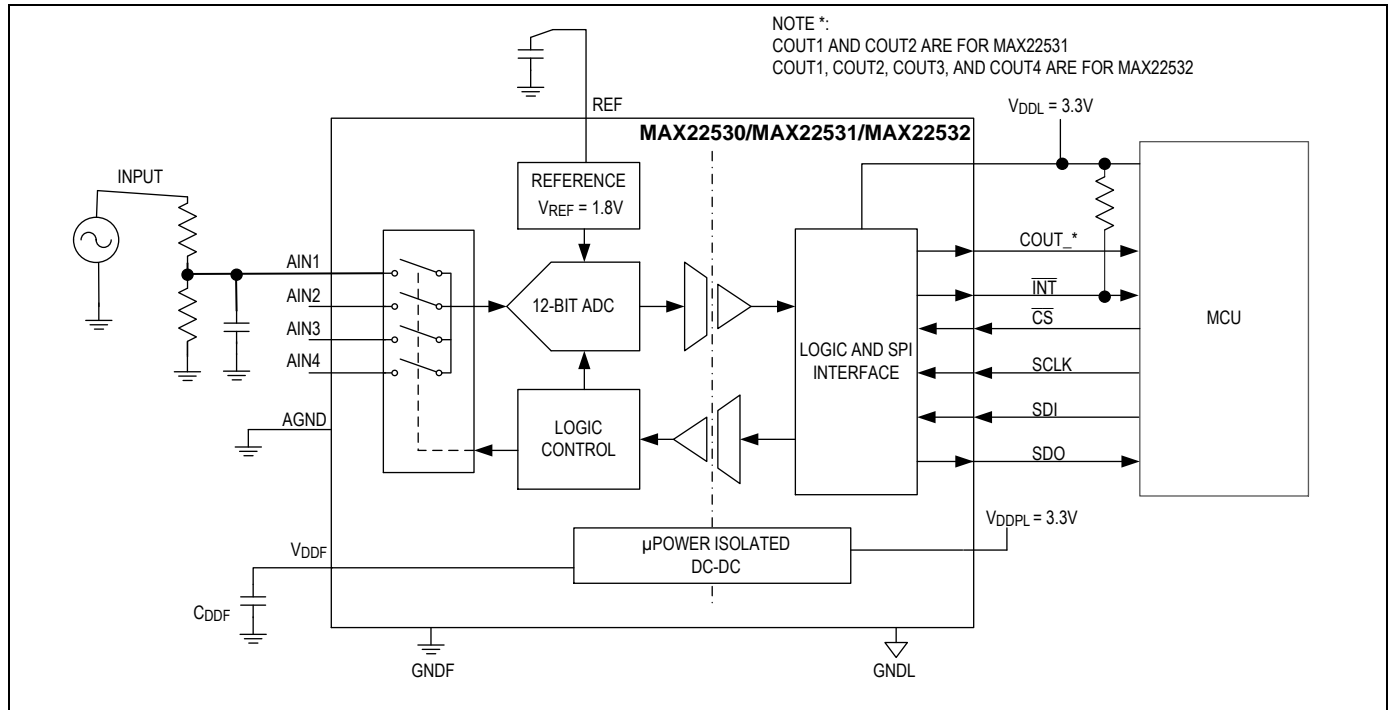 NOTE *:
COUT1 AND COUT2 ARE FOR MAX22531
COUT1, COUT2, COUT3, AND COUT4 ARE FOR MAX22532
VDDL = 3.3V
REF
MAX22530/MAX22531/MAX22532
INPUT
REFERENCE
VREF = 1.8V
AIN1
AIN2
AIN3
AIN4
12-BIT ADC
LOGIC AND SPI
INTERFACE
COUT_*
INT
CS
SCLK
SDI
SDO
MCU
AGND
LOGIC
CONTROL
VDDPL = 3.3V
VDDF
µPOWER ISOLATED
DC-DC
CDDF
GNDF
GNDL